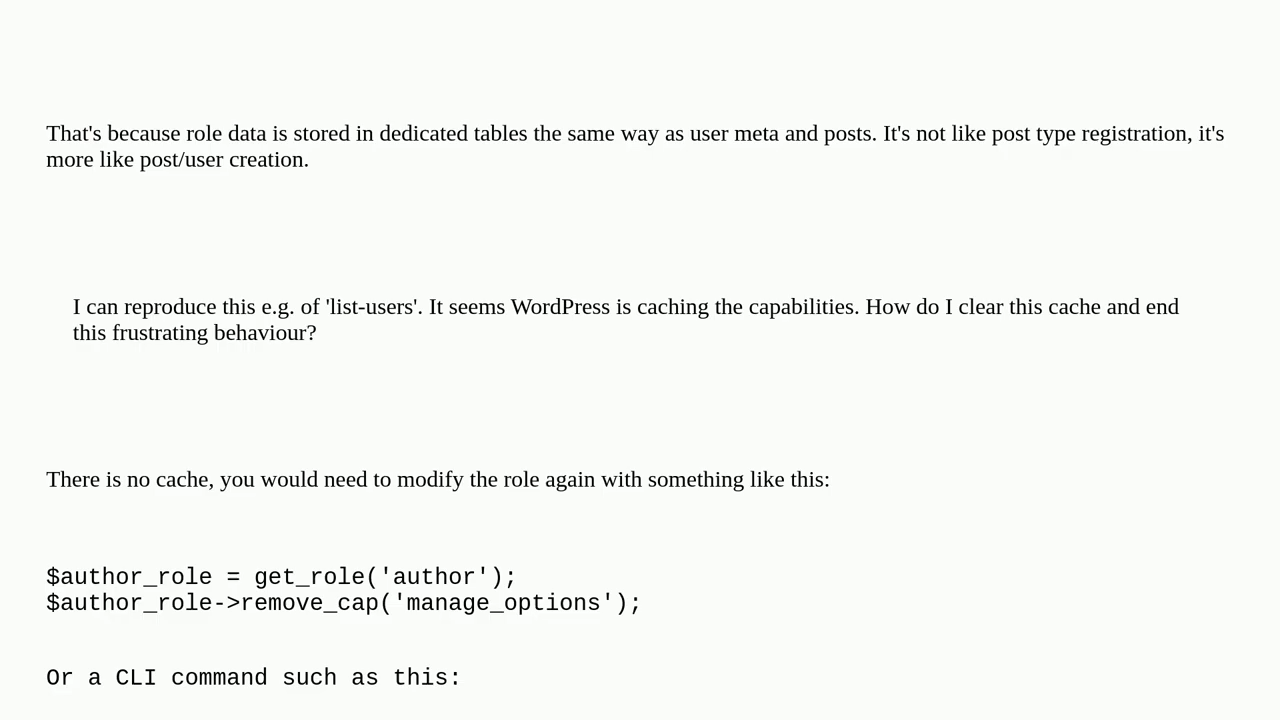 That's because role data is stored in dedicated tables the same way as user meta and posts. It's not like post type registration, it's
more like post/user creation.
I can reproduce this e.g. of 'list-users'. It seems WordPress is caching the capabilities. How do I clear this cache and end
this frustrating behaviour?
There is no cache, you would need to modify the role again with something like this:
$author_role = get_role('author');
$author_role->remove_cap('manage_options');
Or a CLI command such as this: